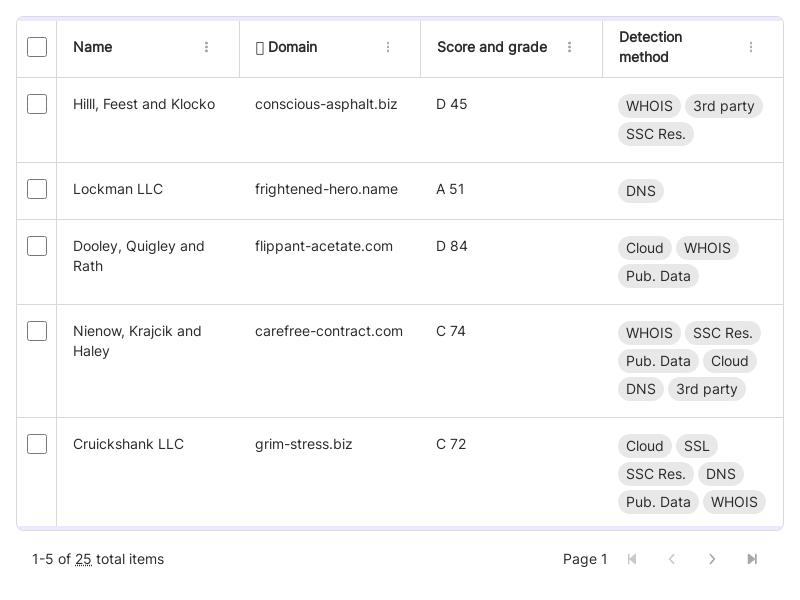 Name Domain Score and grade Detection
method
Hilll, Feest and Klocko conscious-asphalt.biz D 45 WHOIS 3rd party
SSC Res.
Lockman LLC frightened-hero.name A 51 DNS
Dooley, Quigley and
Rath flippant-acetate.com D 84 Cloud WHOIS
Pub. Data
Nienow, Krajcik and
Haley carefree-contract.com C 74 WHOIS SSC Res.
Pub. Data Cloud
DNS 3rd party
Cruickshank LLC grim-stress.biz C 72 Cloud SSL
SSC Res. DNS
Pub. Data WHOIS
1-5 of 25 total items Page 1